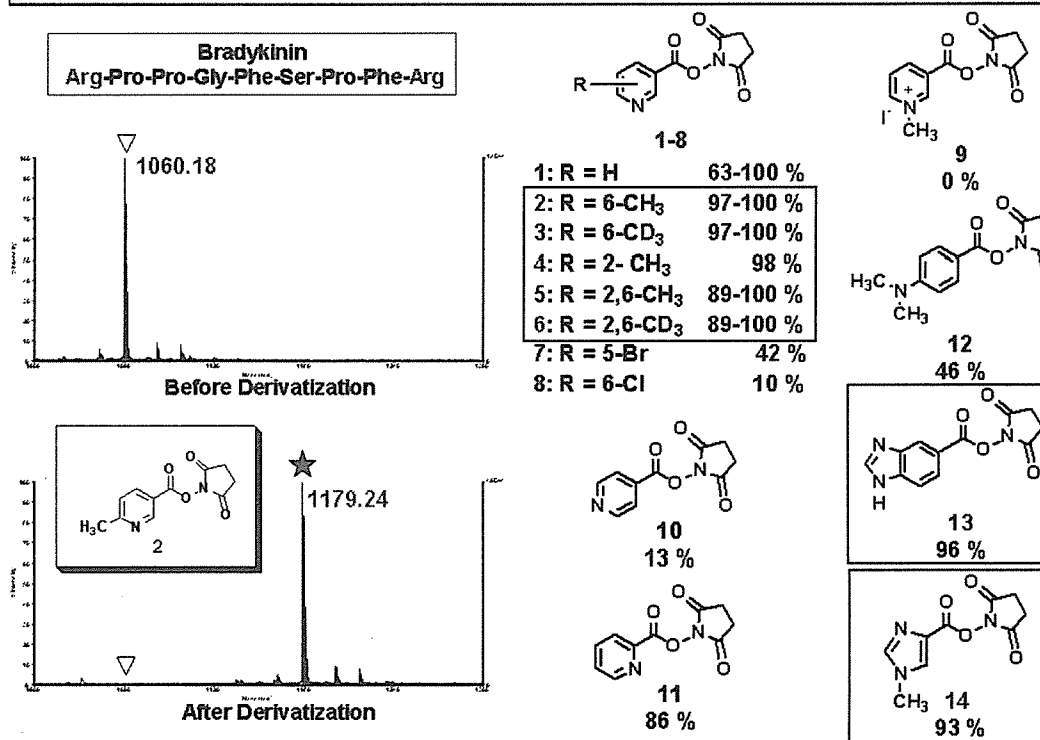 Bradykinin
Arg-Pro-Pro-Gly-Phe-Ser-Pro-Phe-Arg
1060.18
Before Derivatization
H₃C
N
O
O
O
N
O
2
1179.24
After Derivatization
R
N
O
O
N
O
O
1-8
1: R = H 63-100 %
2: R = 6-CH₃ 97-100 %
3: R = 6-CD₃ 97-100 %
4: R = 2- CH₃ 98 %
5: R = 2,6-CH₃ 89-100 %
6: R = 2,6-CD₃ 89-100 %
7: R = 5-Br 42 %
8: R = 6-Cl 10 %
N
O
O
N
O
O
10
13 %
N
O
O
N
O
O
11
86 %
O
O
O
N
O
N
+
I⁻
CH₃
9
0 %
O
O
O
N
H₃C
N
CH₃
12
46 %
N
N
H
O
O
N
O
O
13
96 %
N
N
CH₃
O
O
N
O
O
14
93 %